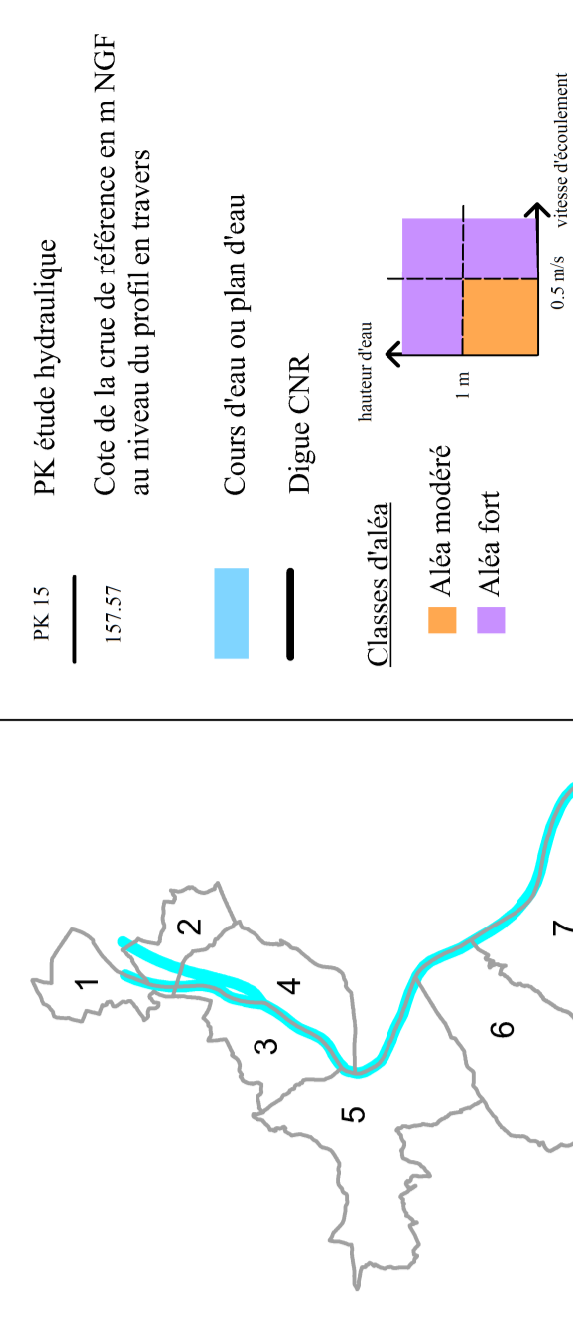 PK 15
157.57
PK étude hydraulique
Cote de la crue de référence en m NGF
au niveau du profil en travers
Cours d'eau ou plan d'eau
Digue CNR
Classes d'aléa
Aléa modéré
Aléa fort
hauteur d'eau
1 m
0.5 m/s
vitesse d'écoulement
1
2
3
4
5
6
7